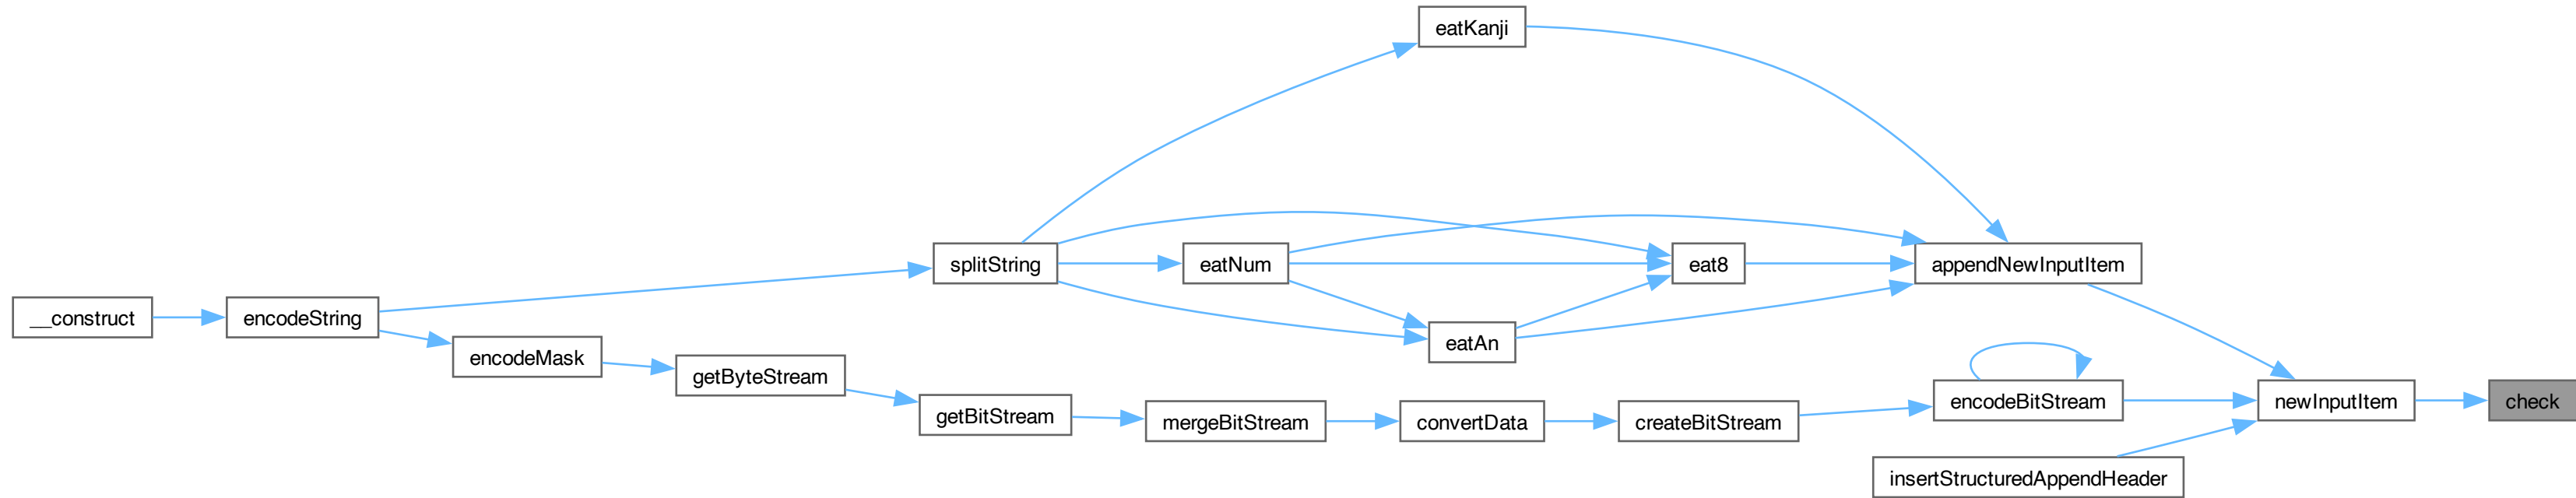 eatKanji
splitString
eatNum
eat8
appendNewInputItem
__construct
encodeString
eatAn
encodeMask
getByteStream
getBitStream
mergeBitStream
convertData
createBitStream
encodeBitStream
newInputItem
check
insertStructuredAppendHeader